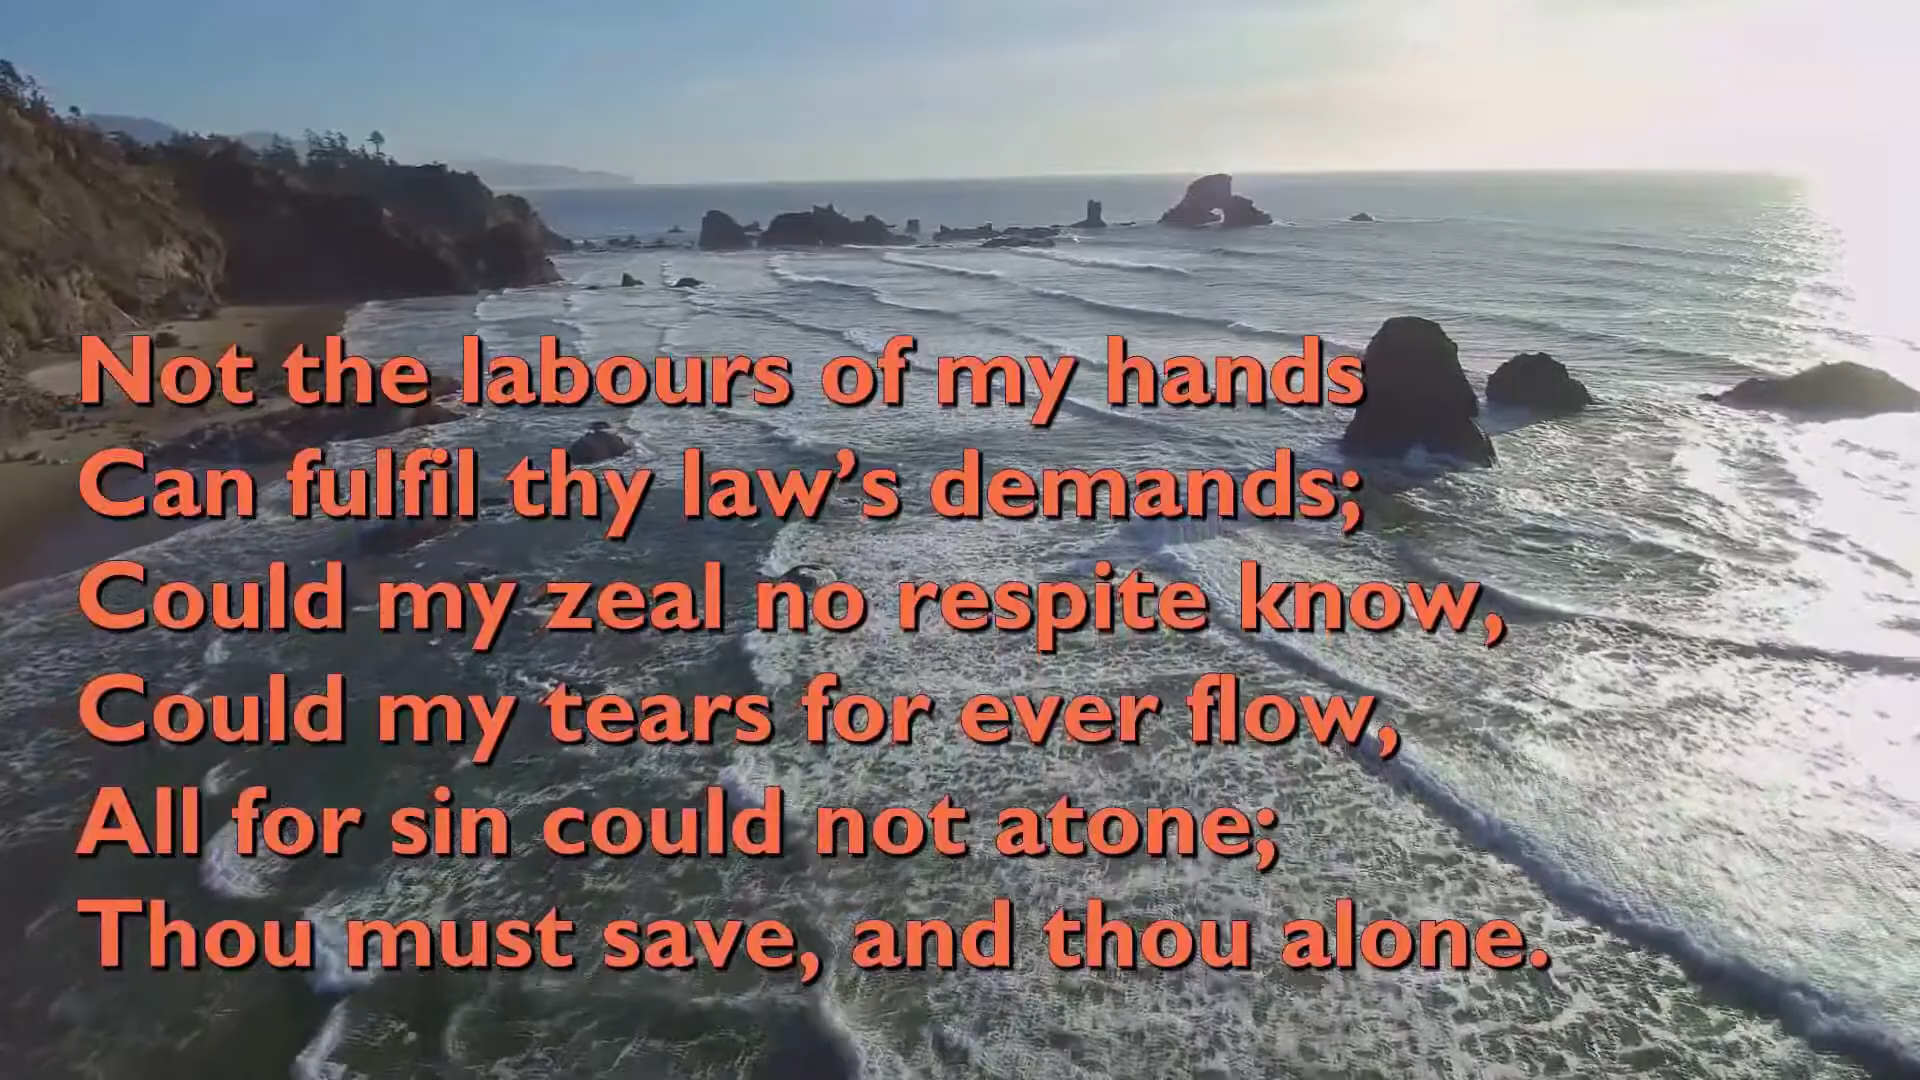 Not the labours of my hands
Can fulfil thy law’s demands;
Could my zeal no respite know,
Could my tears for ever flow,
All for sin could not atone;
Thou must save, and thou alone.